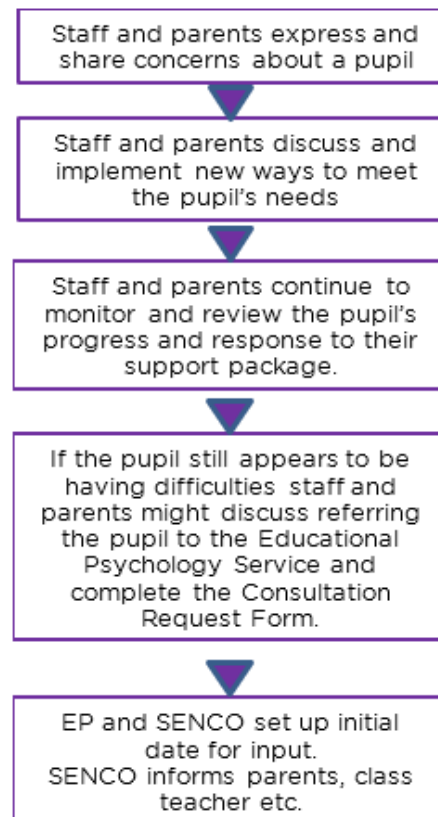 Staff and parents express and
share concerns about a pupil
Staff and parents discuss and
implement new ways to meet
the pupil's needs
Staff and parents continue to
monitor and review the pupil's
progress and response to their
support package.
If the pupil still appears to be
having difficulties staff and
parents might discuss referring
the pupil to the Educational
Psychology Service and
complete the Consultation
Request Form.
EP and SENCO set up initial
date for input.
SENCO informs parents, class
teacher etc.